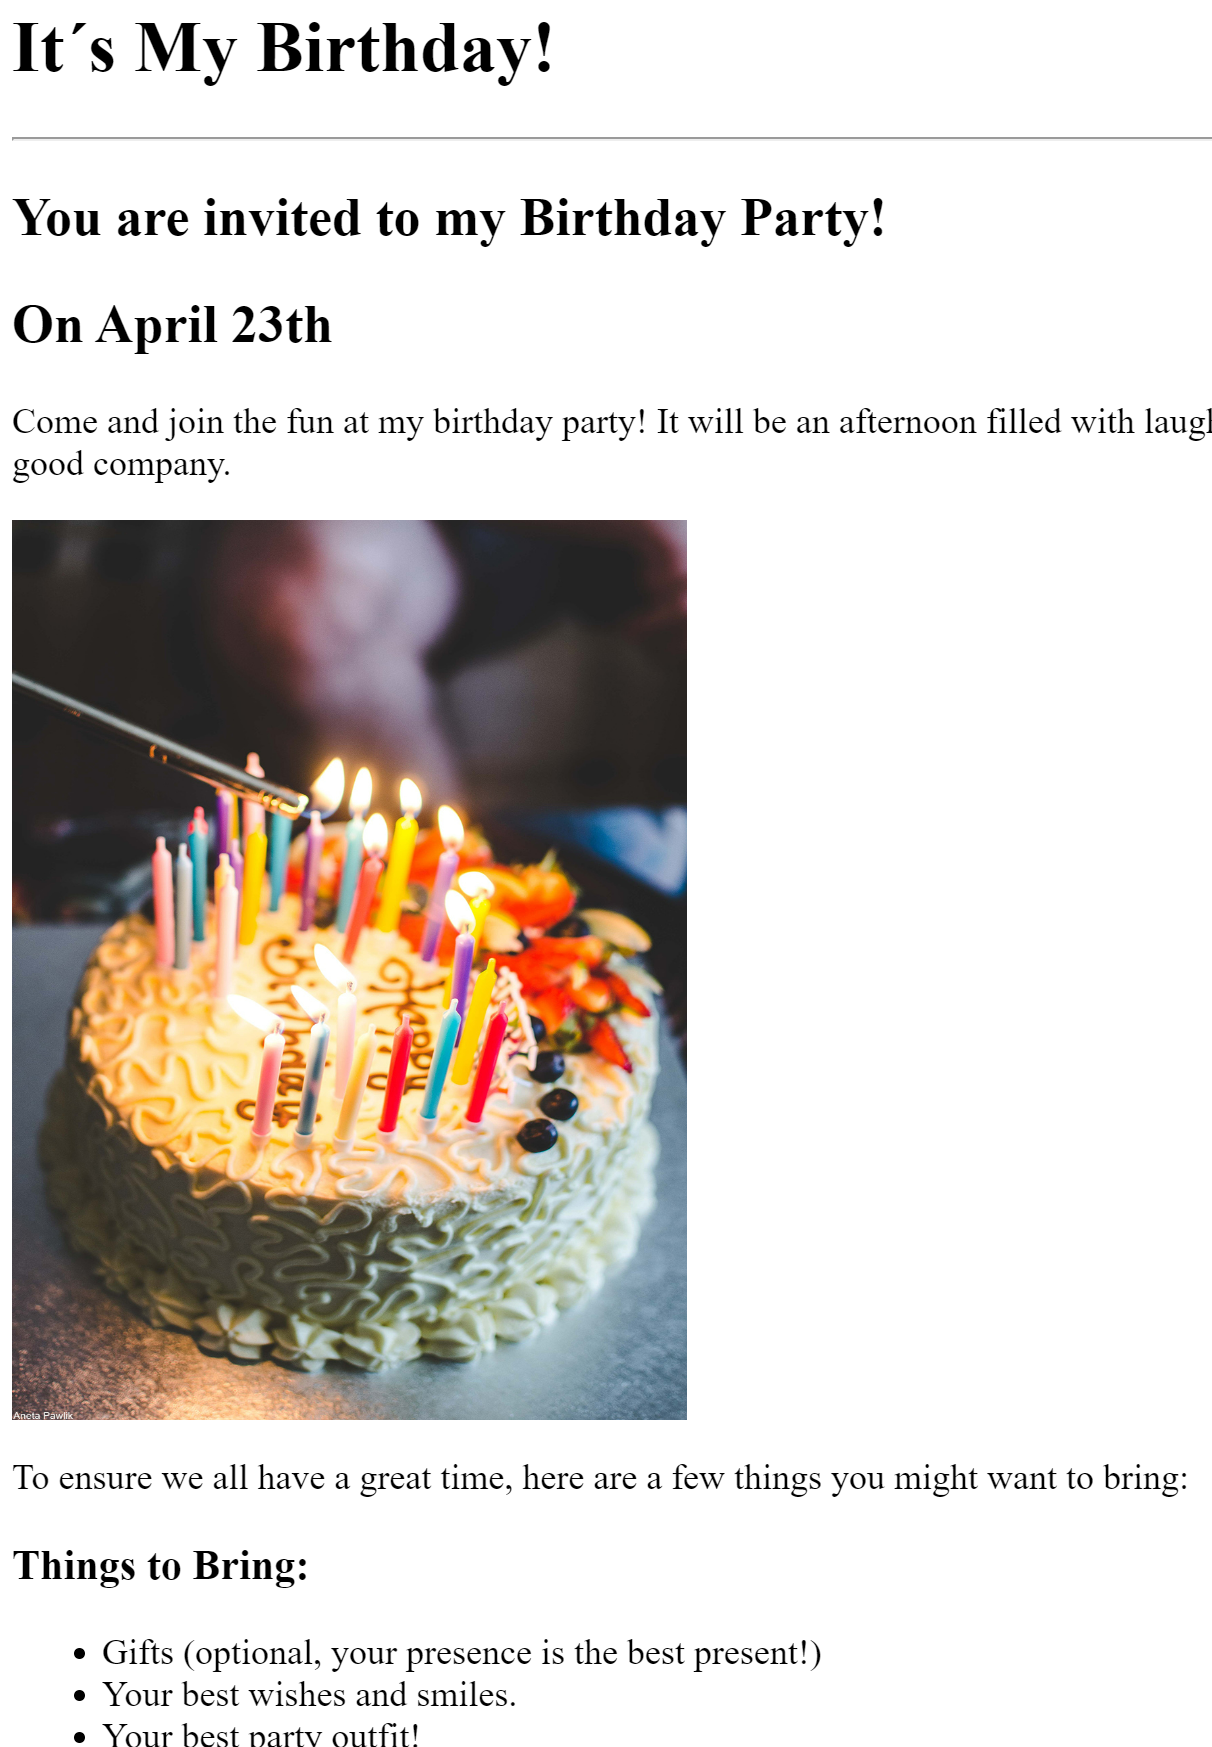 It´s My Birthday!
You are invited to my Birthday Party!
On April 23th
Come and join the fun at my birthday party! It will be an afternoon filled with
good company.
Happy
Birthday
Aneta Pawlik
To ensure we all have a great time, here are a few things you might want to bring:
Things to Bring:
• Gifts (optional, your presence is the best present!)
• Your best wishes and smiles.
• Your best party outfit!